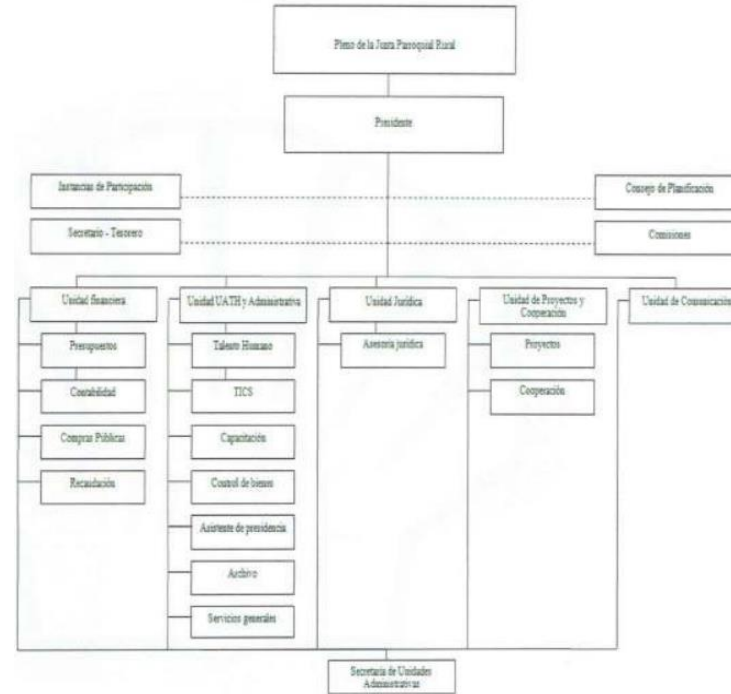 Pleno de la Junta Parroquial Rural
Presidente
Instancias de Participación
Consejo de Planificación
Secretario - Tesorero
Comisiones
Unidad financiera
Unidad UATH y Administrativa
Unidad Jurídica
Unidad de Proyectos y
Cooperación
Unidad de Comunicación
Presupuestos
Talento Humano
Asesoría jurídica
Proyectos
Contabilidad
TICS
Cooperación
Compras Públicas
Capacitación
Recaudación
Control de bienes
Asistente de presidencia
Archivo
Servicios generales
Secretaría de Unidades
Administrativas